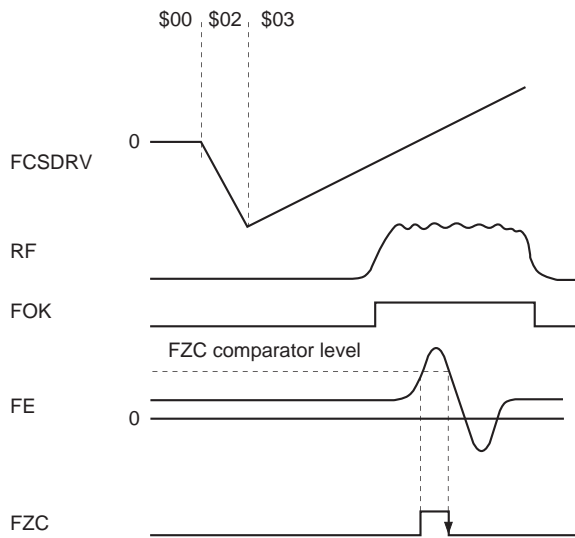 $00 $02 $03
0
FCSDRV
RF
FOK
FZC comparator level
FE
0
FZC